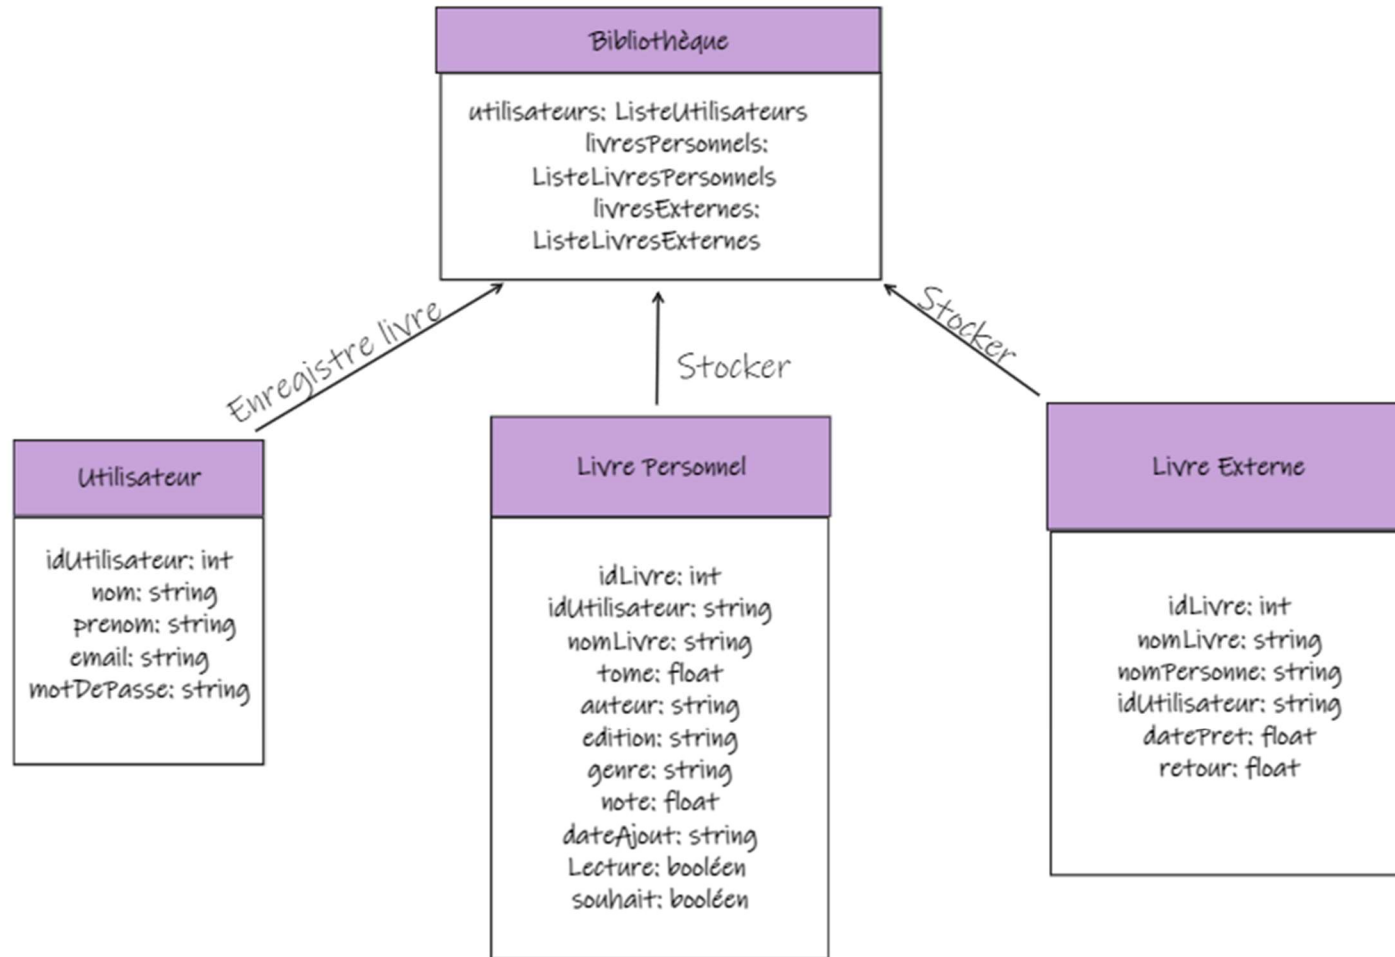 Bibliothèque
utilisateurs: ListeUtilisateurs
livresPersonnels:
ListeLivresPersonnels
livresExternes:
ListeLivresExternes
Enregistre livre
Stocker
Stocker
Utilisateur
idUtilisateur: int
nom: string
prenom: string
email: string
motDePasse: string
Livre Personnel
idLivre: int
idUtilisateur: string
nomLivre: string
tome: float
auteur: string
edition: string
genre: string
note: float
dateAjout: string
Lecture: booléen
souhait: booléen
Livre Externe
idLivre: int
nomLivre: string
nomPersonne: string
idUtilisateur: string
datePret: float
retour: float